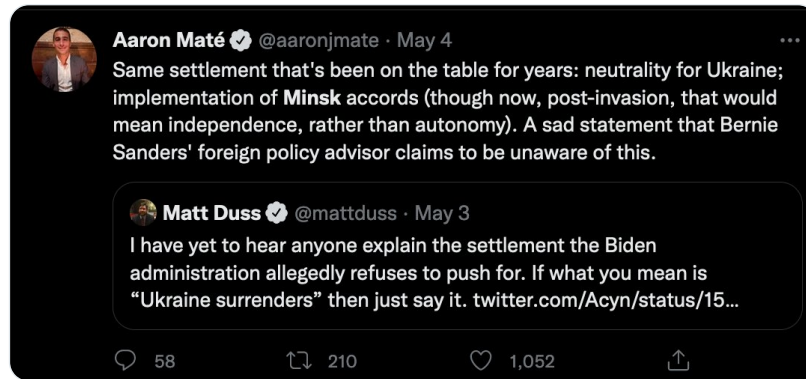 Aaron Maté @aaronjmate · May 4
Same settlement that's been on the table for years: neutrality for Ukraine;
implementation of Minsk accords (though now, post-invasion, that would
mean independence, rather than autonomy). A sad statement that Bernie
Sanders' foreign policy advisor claims to be unaware of this.
Matt Duss @mattduss · May 3
I have yet to hear anyone explain the settlement the Biden
administration allegedly refuses to push for. If what you mean is
“Ukraine surrenders” then just say it. twitter.com/Acyn/status/15...
58 210 1,052